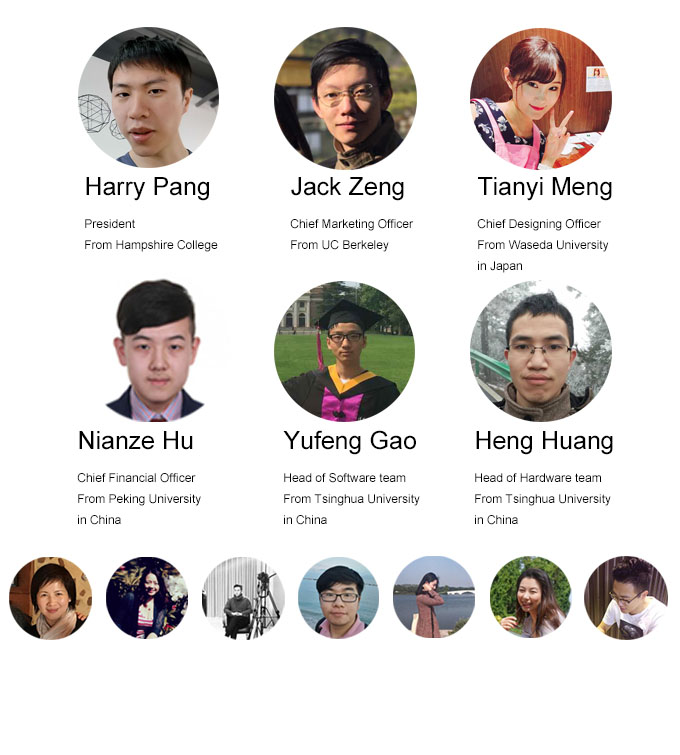 Harry Pang
President
From Hampshire College
Jack Zeng
Chief Marketing Officer
From UC Berkeley
Tianyi Meng
Chief Designing Officer
From Waseda University
in Japan
Nianze Hu
Chief Financial Officer
From Peking University
in China
Yufeng Gao
Head of Software team
From Tsinghua University
in China
Heng Huang
Head of Hardware team
From Tsinghua University
in China